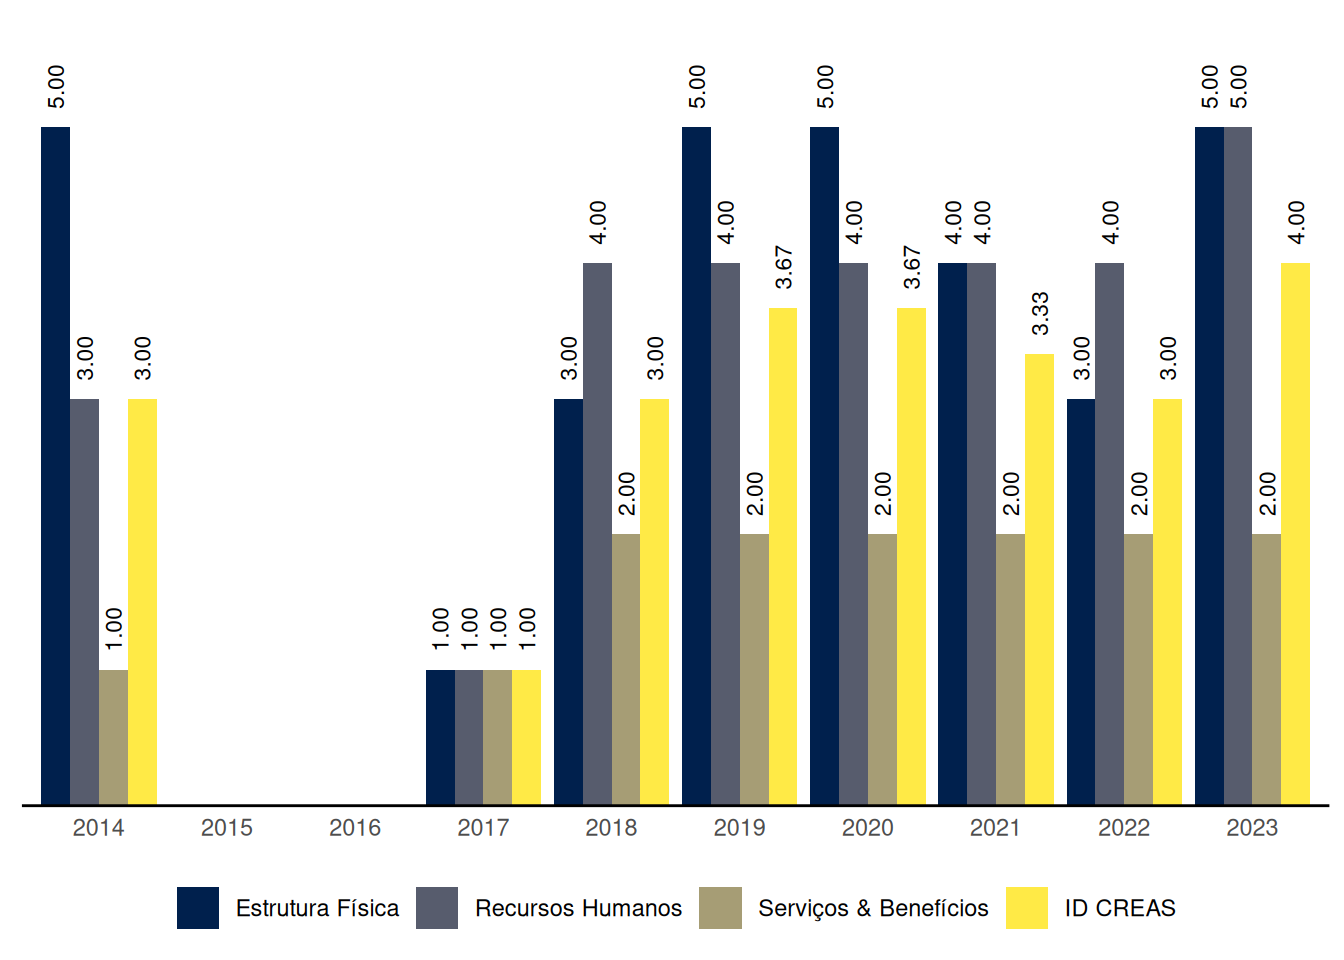 5.00 3.00 1.00 3.00
1.00 1.00 1.00 1.00
3.00 4.00 2.00 3.00
5.00 4.00 2.00 3.67
5.00 4.00 2.00 3.67
4.00 4.00 2.00 3.33
3.00 4.00 2.00 3.00
5.00 5.00 2.00 4.00
2014 2015 2016 2017 2018 2019 2020 2021 2022 2023
Estrutura Física Recursos Humanos Serviços & Benefícios ID CREAS